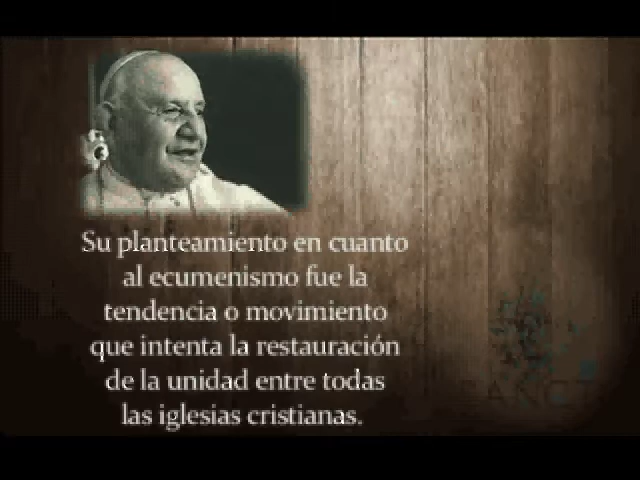 Su planteamiento en cuanto
al ecumenismo fue la
tendencia o movimiento
que intenta la restauración
de la unidad entre todas
las iglesias cristianas.